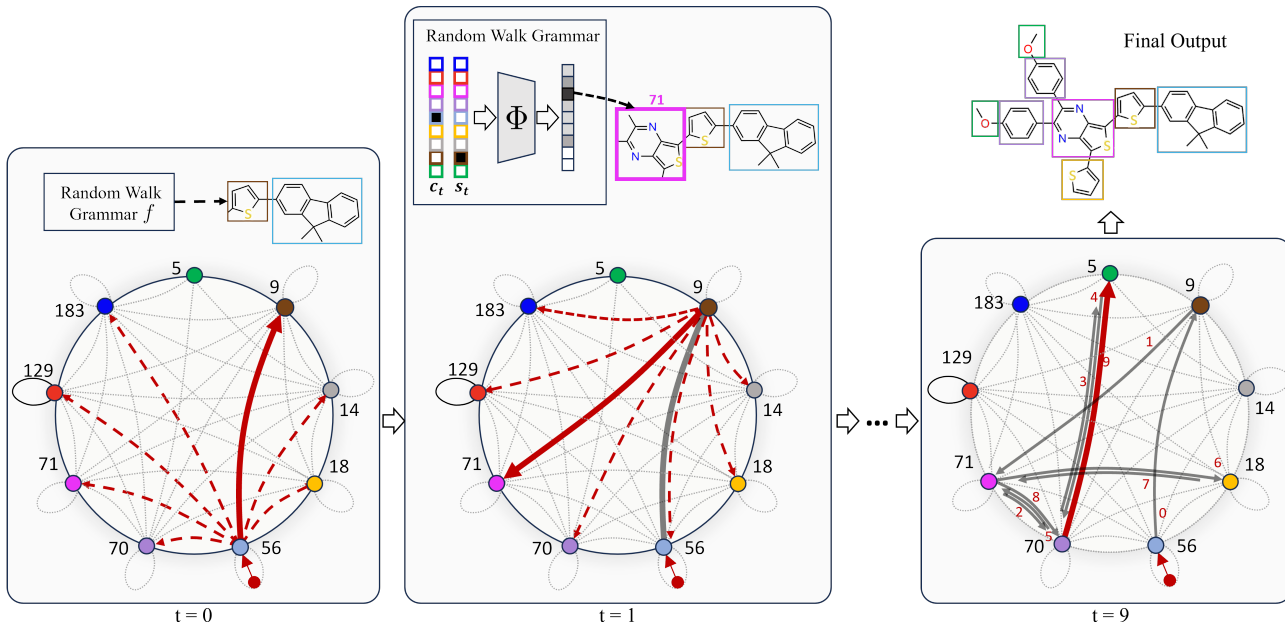 Random Walk Grammar
Φ
c_t s_t
71
N
N
S
S
Final Output
O
O
N
N
S
S
S
Random Walk
Grammar f
S
5
9
14
18
56
70
71
129
183
t = 0
5
9
14
18
56
70
71
129
183
t = 1
...
5
9
14
18
56
70
71
129
183
0
1
2
3
4
5
6
7
8
9
t = 9